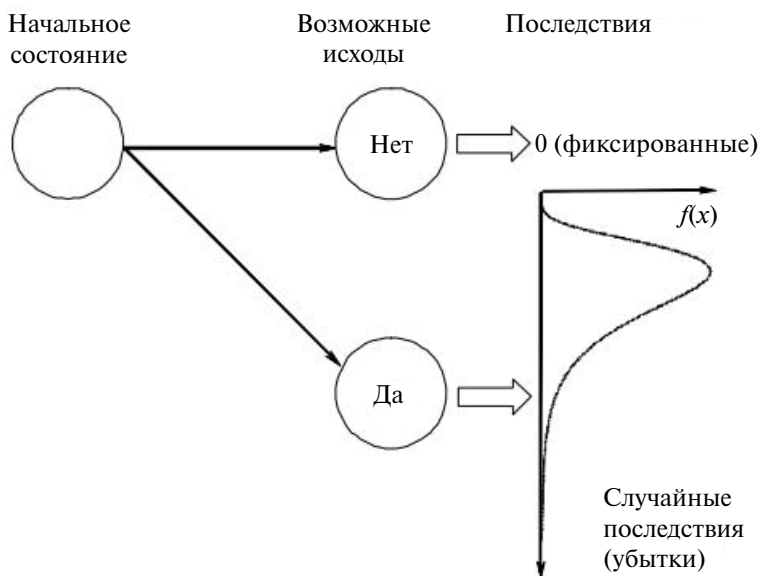 Начальное
состояние
Возможные
исходы
Последствия
Нет
0 (фиксированные)
f(x)
Да
Случайные
последствия
(убытки)